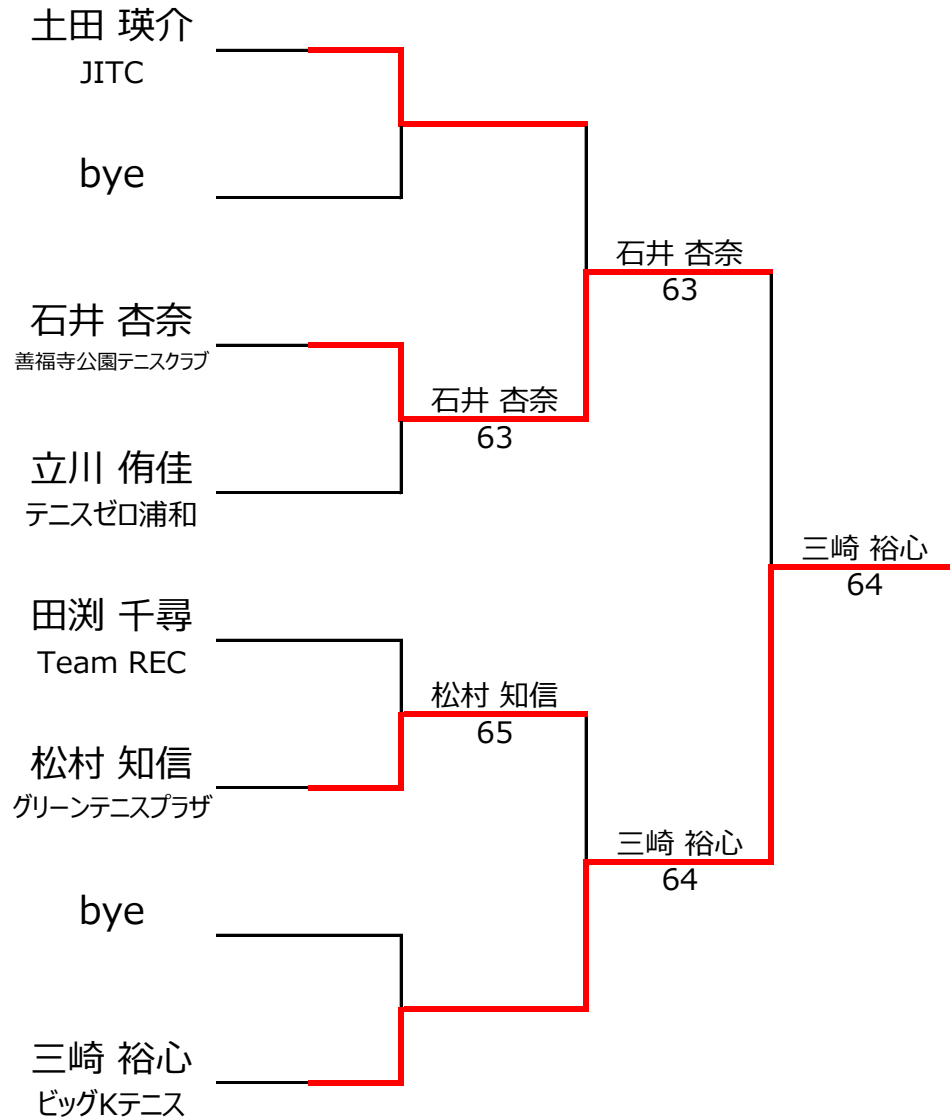 土田 瑛介
JITC
bye
石井 杏奈
63
石井 杏奈
善福寺公園テニスクラブ
石井 杏奈
63
立川 侑佳
テニスゼロ浦和
三崎 裕心
64
田渕 千尋
Team REC
松村 知信
65
松村 知信
グリーンテニスプラザ
三崎 裕心
64
bye
三崎 裕心
ビッグKテニス